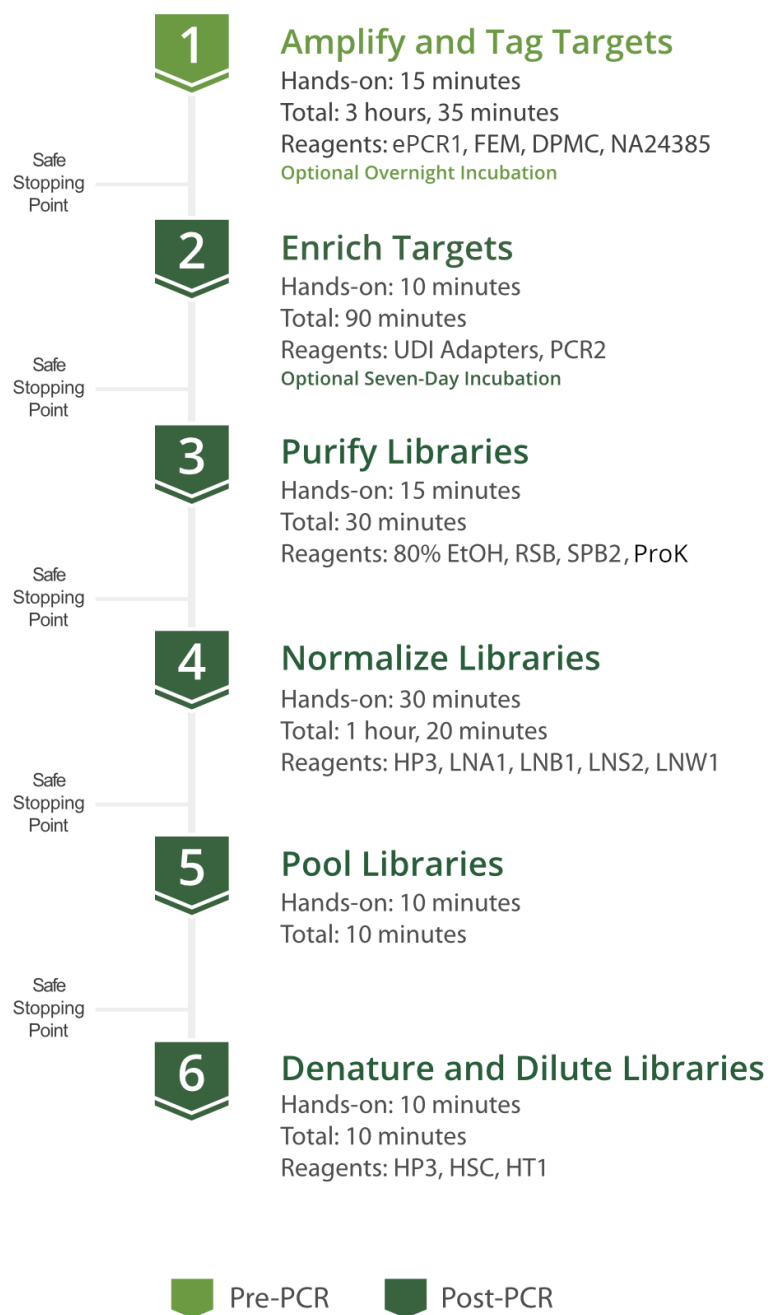 1
Amplify and Tag Targets
Hands-on: 15 minutes
Total: 3 hours, 35 minutes
Reagents: ePCR1, FEM, DPMC, NA24385
Optional Overnight Incubation
Safe
Stopping
Point
2
Enrich Targets
Hands-on: 10 minutes
Total: 90 minutes
Reagents: UDI Adapters, PCR2
Optional Seven-Day Incubation
Safe
Stopping
Point
3
Purify Libraries
Hands-on: 15 minutes
Total: 30 minutes
Reagents: 80% EtOH, RSB, SPB2, ProK
Safe
Stopping
Point
4
Normalize Libraries
Hands-on: 30 minutes
Total: 1 hour, 20 minutes
Reagents: HP3, LNA1, LNB1, LNS2, LNW1
Safe
Stopping
Point
5
Pool Libraries
Hands-on: 10 minutes
Total: 10 minutes
Safe
Stopping
Point
6
Denature and Dilute Libraries
Hands-on: 10 minutes
Total: 10 minutes
Reagents: HP3, HSC, HT1
Pre-PCR
Post-PCR